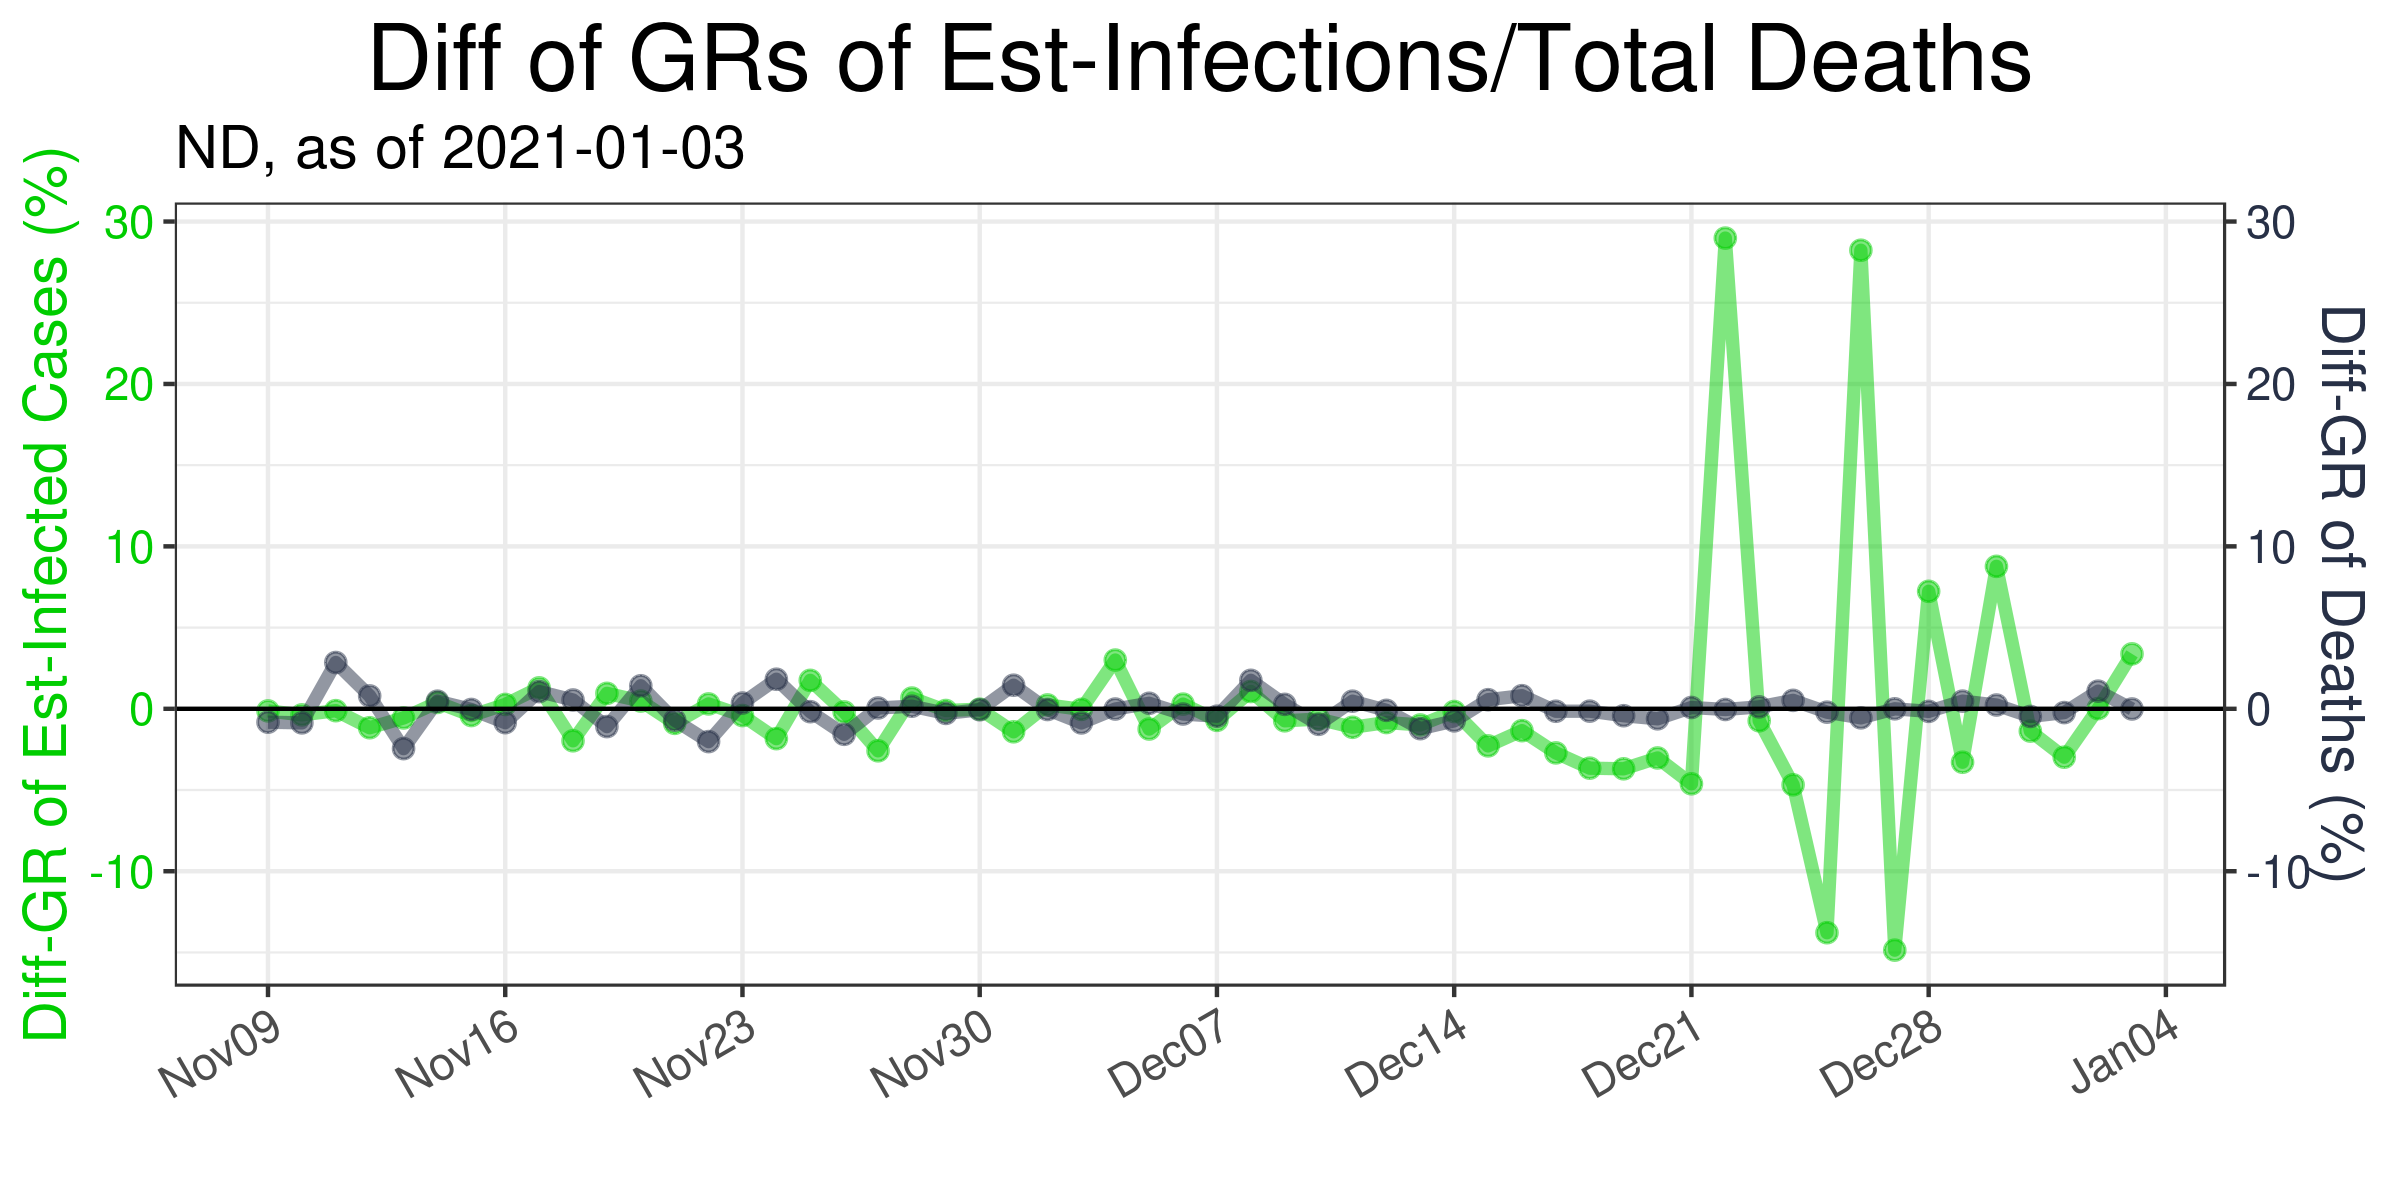 Diff of GRs of Est-Infections/Total Deaths
ND, as of 2021-01-03
Diff-GR of Est-Infected Cases (%)
30
20
10
0
-10
30
20
10
0
-10
Diff-GR of Deaths (%)
Nov09
Nov16
Nov23
Nov30
Dec07
Dec14
Dec21
Dec28
Jan04